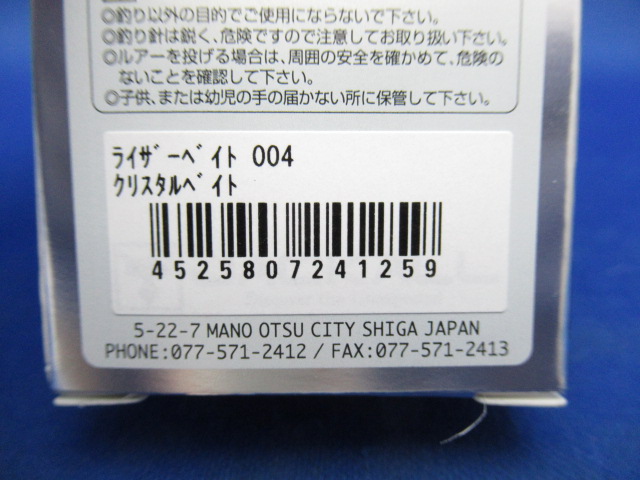 ◎釣り以外の目的でご使用にならないで下さい。
◎釣り針は鋭く、危険ですので注意してお取り扱い下さい。
◎ルアーを投げる場合は、周囲の安全を確かめて、危険の
ないことを確認して下さい。
◎子供、または幼児の手の届かない所に保管して下さい。
ﾗｲｻﾞｰﾍﾞｲﾄ 004
ｸﾘｽﾀﾙﾍﾞｲﾄ
4525807241259
5-22-7 MANO OTSU CITY SHIGA JAPAN
PHONE:077-571-2412 / FAX:077-571-2413